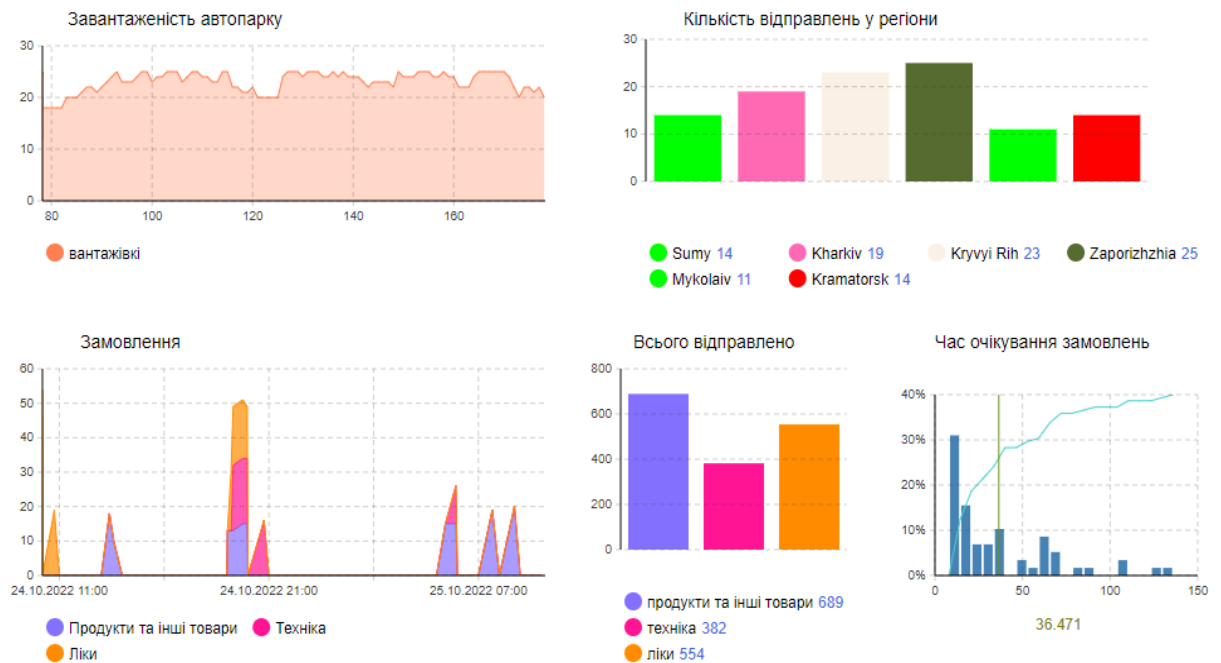 Завантаженість автопарку
30
20
10
0
80 100 120 140 160
вантажівкі
Кількість відправлень у регіони
30
20
10
0
Sumy 14 Kharkiv 19 Kryvyi Rih 23 Zaporizhzhia 25
Mykolaiv 11 Kramatorsk 14
Замовлення
60
50
40
30
20
10
0
24.10.2022 11:00 24.10.2022 21:00 25.10.2022 07:00
Продукти та інші товари Техніка
Ліки
Всього відправлено
800
600
400
200
0
продукти та інші товари 689
техніка 382
ліки 554
Час очікування замовлень
40%
30%
20%
10%
0%
0 50 100 150
36.471